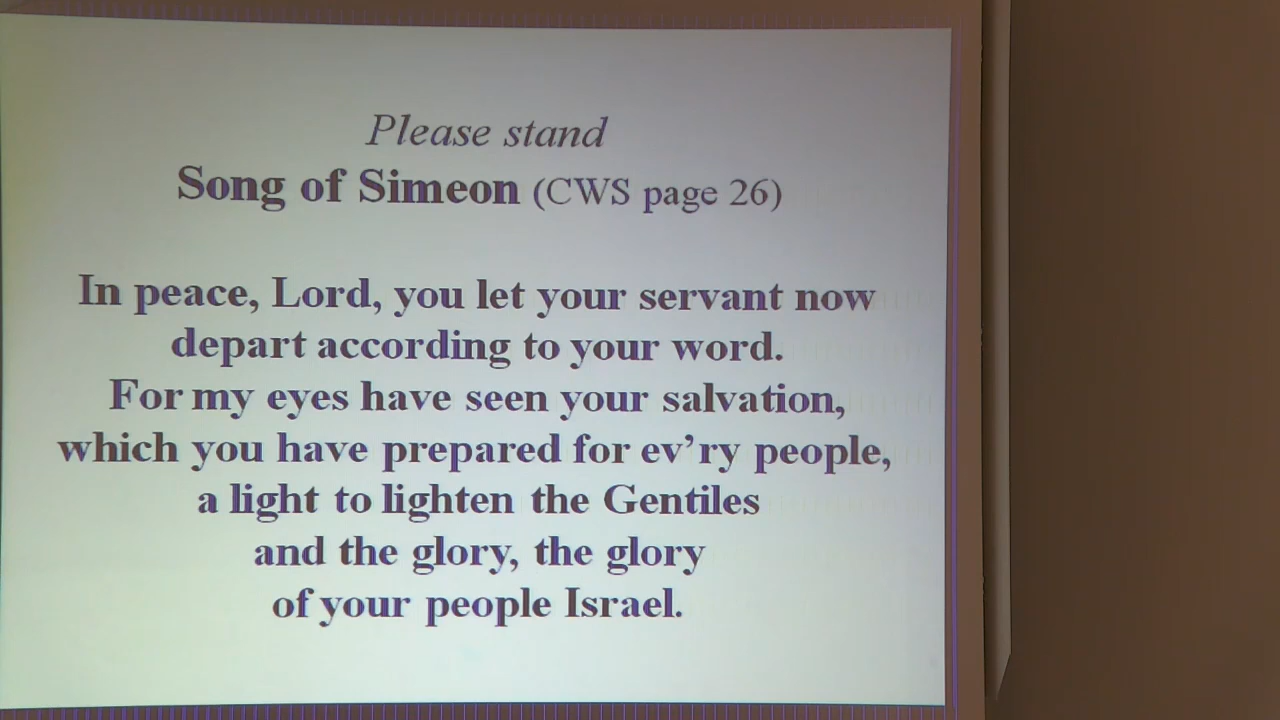 Please stand
Song of Simeon (CWS page 26)
In peace, Lord, you let your servant now
depart according to your word.
For my eyes have seen your salvation,
which you have prepared for ev’ry people,
a light to lighten the Gentiles
and the glory, the glory
of your people Israel.